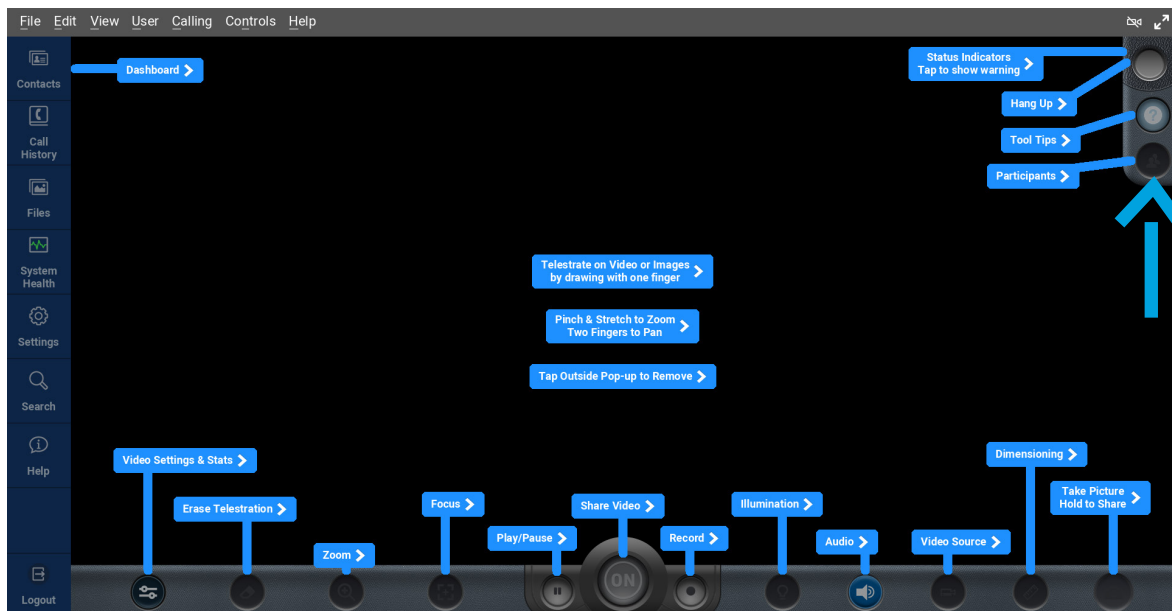 File Edit View User Calling Controls Help
Contacts
Dashboard
Status Indicators
Tap to show warning
Hang Up
Call
History
Tool Tips
?
Participants
Files
System
Health
Telestrate on Video or Images
by drawing with one finger
Settings
Pinch & Stretch to Zoom
Two Fingers to Pan
Tap Outside Pop-up to Remove
Search
Help
Video Settings & Stats
Dimensioning
Erase Telestration
Focus
Share Video
Illumination
Take Picture
Hold to Share
Play/Pause
Record
Audio
Video Source
Zoom
ON
Logout